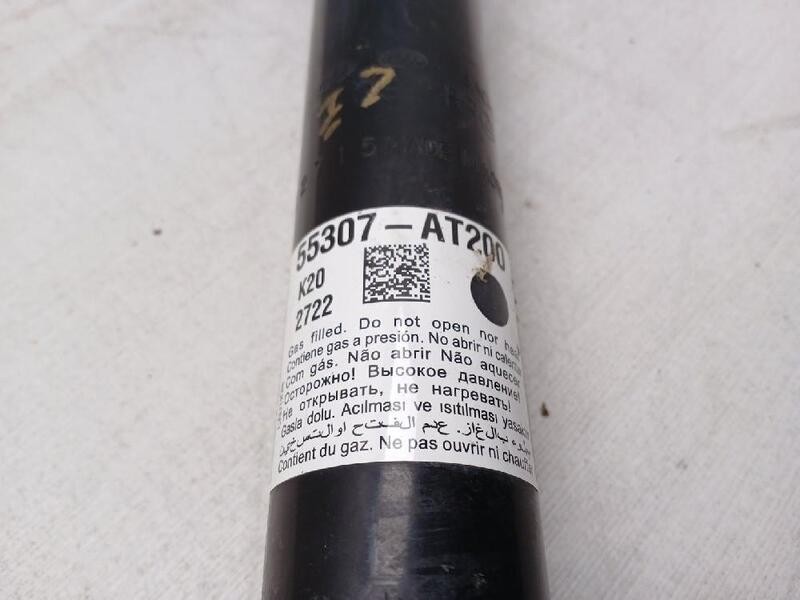 LE
55307-AT200
K20
2722
Gas filled. Do not open nor heat
Contiene gas a presión. No abrir ni calentar
Com gás. Não abrir Não aquecer
Осторожно! Высокое давление!
Не открывать, не нагревать!
Gasla dolu. Acılması ve ısıtılması yasaktır
Contient du gaz. Ne pas ouvrir ni chauffer